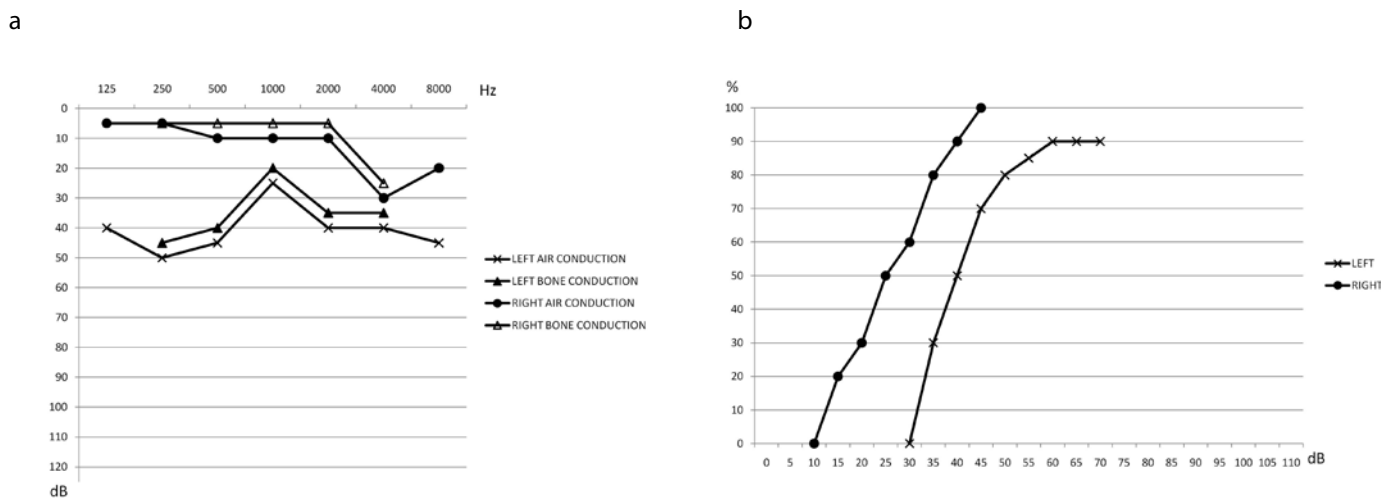 a
b
125 250 500 1000 2000 4000 8000 Hz
0
10
20
30
40
50
60
70
80
90
100
110
120
dB
LEFT AIR CONDUCTION
LEFT BONE CONDUCTION
RIGHT AIR CONDUCTION
RIGHT BONE CONDUCTION
%
100
90
80
70
60
50
40
30
20
10
0
0 5 10 15 20 25 30 35 40 45 50 55 60 65 70 75 80 85 90 95 100 105 110 dB
LEFT
RIGHT